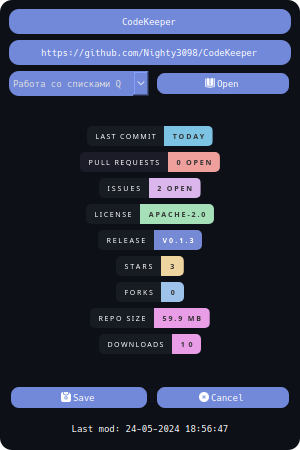 CodeKeeper
https://github.com/Nighty3098/CodeKeeper
Работа со списками Q
Open
LAST COMMIT TODAY
PULL REQUESTS 0 OPEN
ISSUES 2 OPEN
LICENSE APACHE-2.0
RELEASE V0.1.3
STARS 3
FORKS 0
REPO SIZE 59.9 MB
DOWNLOADS 10
Save
Cancel
Last mod: 24-05-2024 18:56:47